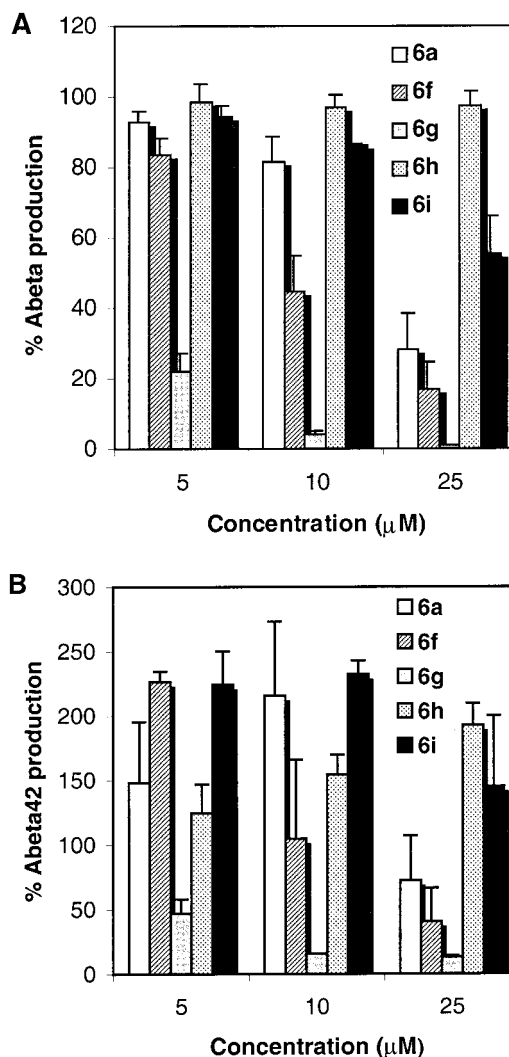 A
120
100
80
60
40
20
0
% Abeta production
6a
6f
6g
6h
6i
5 10 25
Concentration (μM)
B
300
250
200
150
100
50
0
% Abeta42 production
6a
6f
6g
6h
6i
5 10 25
Concentration (μM)